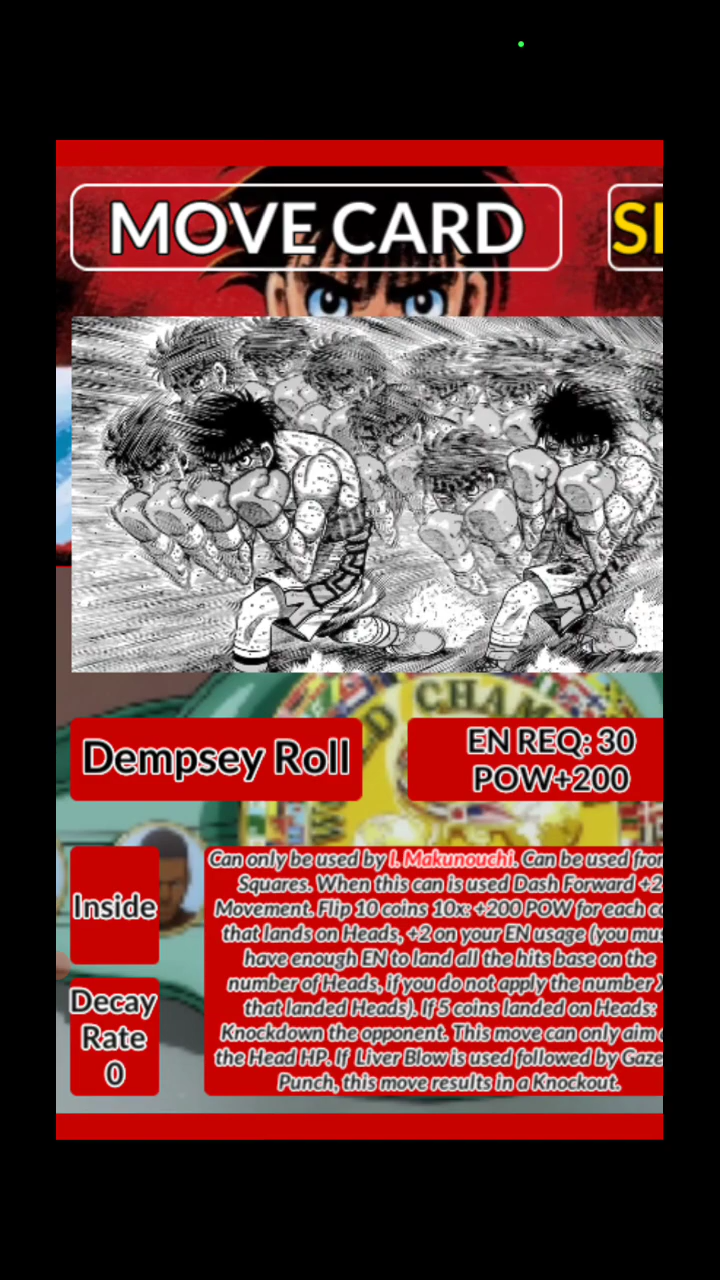 MOVE CARD
Dempsey Roll
EN REQ: 30
POW+200
Inside
Decay
Rate
0
Can only be used by I. Makunouchi. Can be used
Squares. When this can is used Dash Forward +2
Movement. Flip 10 coins 10x: +200 POW for each
that lands on Heads, +2 on your EN usage (you
have enough EN to land all the hits base on the
number of Heads, if you do not apply the number
that landed Heads). If 5 coins landed on Heads:
Knockdown the opponent. This move can only aim
the Head HP. If Liver Blow is used followed by
Punch, this move results in a Knockout.
WORLD CHAM